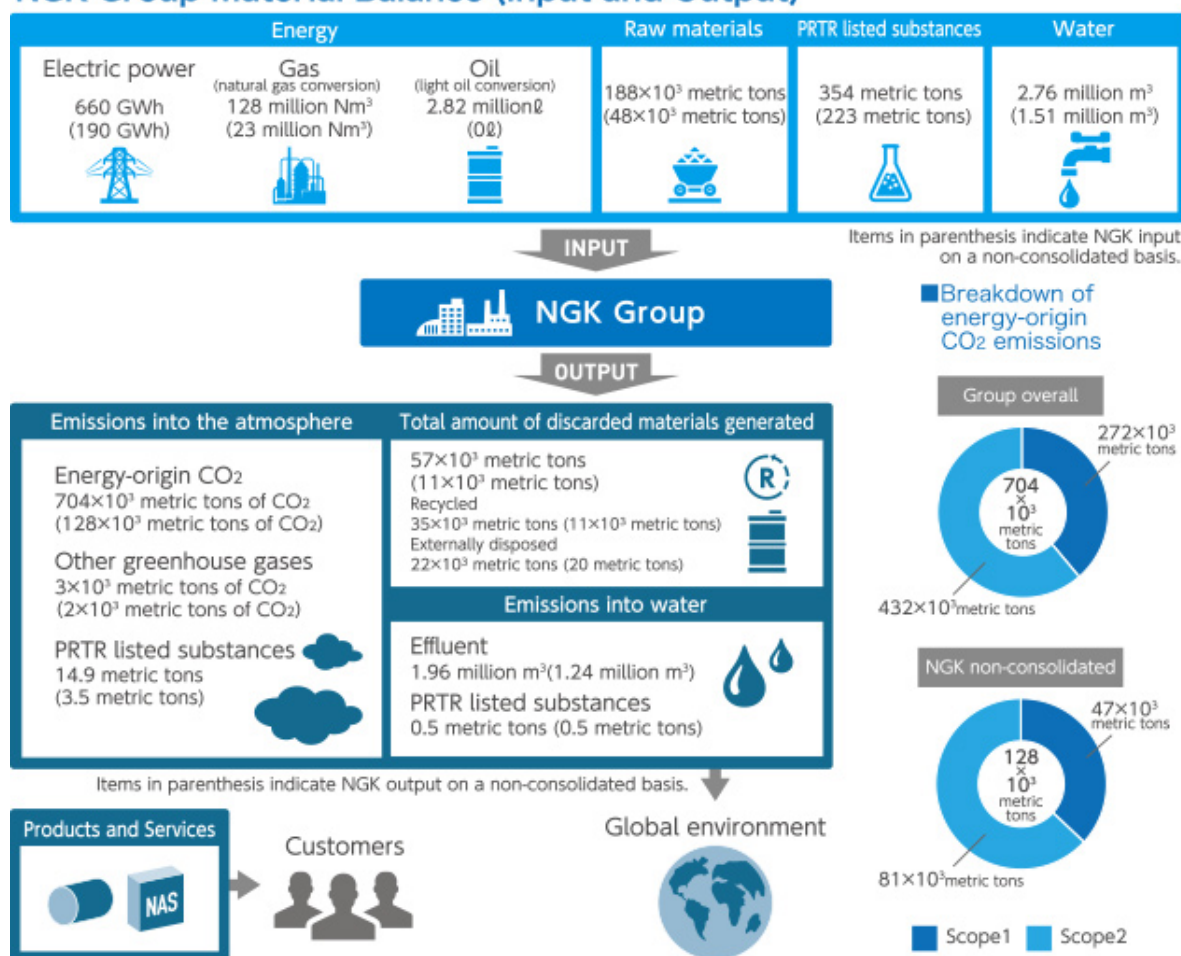 NGK Group Material Balance (Input and Output)
Energy
Raw materials
PRTR listed substances
Water
Electric power
660 GWh
(190 GWh)
Gas
(natural gas conversion)
128 million Nm³
(23 million Nm³)
Oil
(light oil conversion)
2.82 millionℓ
(0ℓ)
188×10³ metric tons
(48×10³ metric tons)
354 metric tons
(223 metric tons)
2.76 million m³
(1.51 million m³)
Items in parenthesis indicate NGK input
on a non-consolidated basis.
INPUT
NGK Group
OUTPUT
Emissions into the atmosphere
Energy-origin CO₂
704×10³ metric tons of CO₂
(128×10³ metric tons of CO₂)
Other greenhouse gases
3×10³ metric tons of CO₂
(2×10³ metric tons of CO₂)
PRTR listed substances
14.9 metric tons
(3.5 metric tons)
Total amount of discarded materials generated
57×10³ metric tons
(11×10³ metric tons)
Recycled
35×10³ metric tons (11×10³ metric tons)
Externally disposed
22×10³ metric tons (20 metric tons)
R
Emissions into water
Effluent
1.96 million m³(1.24 million m³)
PRTR listed substances
0.5 metric tons (0.5 metric tons)
Items in parenthesis indicate NGK output on a non-consolidated basis.
Products and Services
NAS
Customers
Global environment
■Breakdown of
energy-origin
CO₂ emissions
Group overall
272×10³
metric tons
704
×
10³
metric
tons
432×10³metric tons
NGK non-consolidated
47×10³
metric tons
128
×
10³
metric
tons
81×10³metric tons
Scope1
Scope2